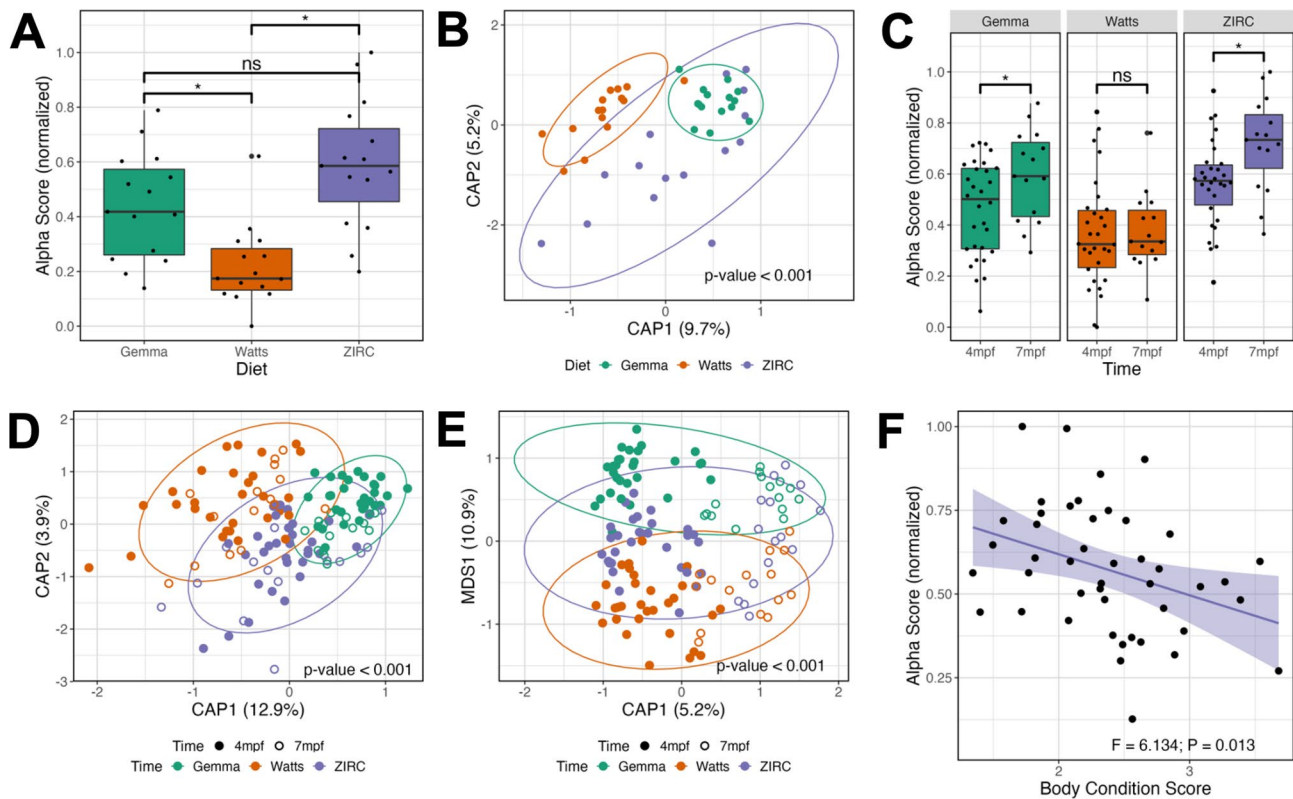 A
Alpha Score (normalized)
1.0
0.8
0.6
0.4
0.2
0.0
*
ns
*
Gemma
Watts
ZIRC
Diet
B
CAP2 (5.2%)
2
0
-2
p-value < 0.001
-1
0
1
CAP1 (9.7%)
Diet Gemma Watts ZIRC
C
Gemma
Watts
ZIRC
Alpha Score (normalized)
1.0
0.8
0.6
0.4
0.2
0.0
*
ns
*
4mpf 7mpf
4mpf 7mpf
4mpf 7mpf
Time
D
CAP2 (3.9%)
2
1
0
-1
-2
-3
p-value < 0.001
-2
-1
0
1
CAP1 (12.9%)
Time 4mpf 7mpf
Time Gemma Watts ZIRC
E
MDS1 (10.9%)
1
0
-1
p-value < 0.001
-2
-1
0
1
2
CAP1 (5.2%)
Time 4mpf 7mpf
Time Gemma Watts ZIRC
F
Alpha Score (normalized)
1.00
0.75
0.50
0.25
F = 6.134; P = 0.013
2
3
Body Condition Score